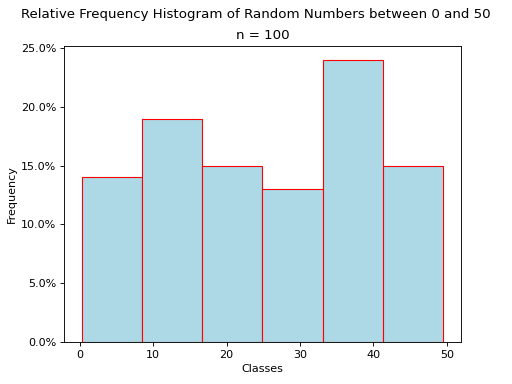 Relative Frequency Histogram of Random Numbers between 0 and 50
n = 100
25.0%
20.0%
15.0%
10.0%
5.0%
0.0%
Frequency
0 10 20 30 40 50
Classes